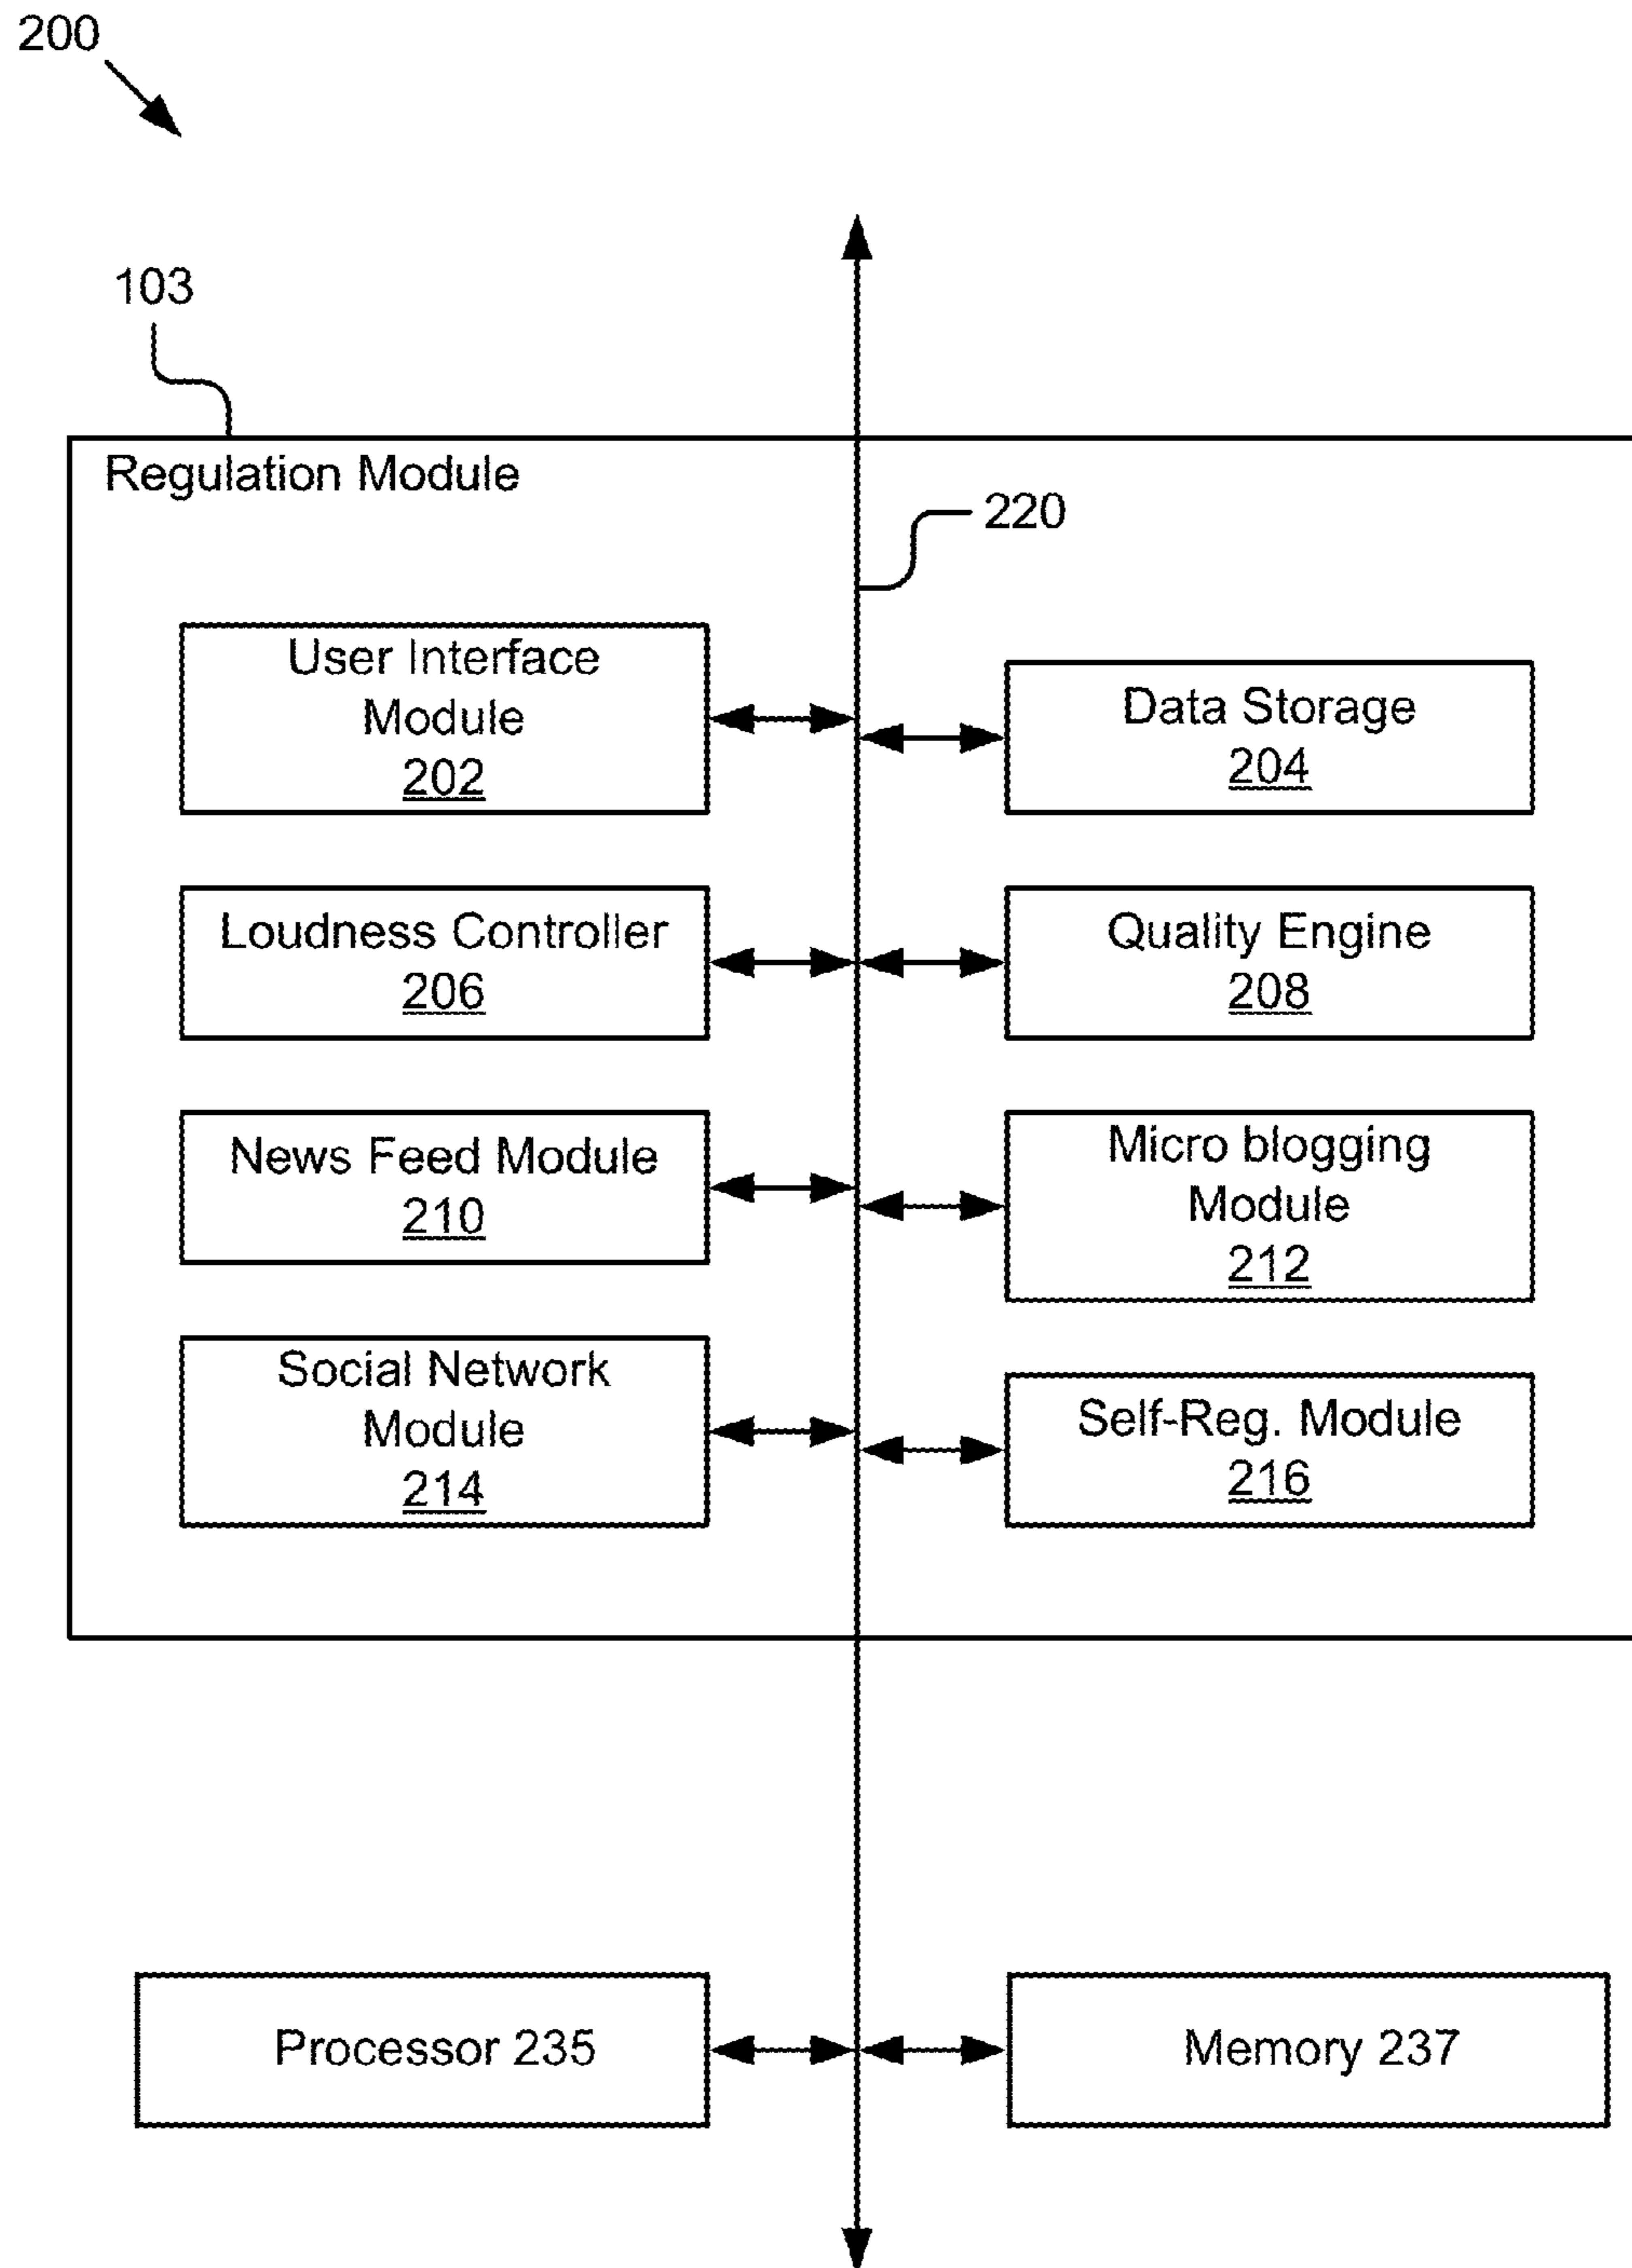 200
103
Regulation Module
220
User Interface
Module
202
Data Storage
204
Loudness Controller
206
Quality Engine
208
News Feed Module
210
Micro blogging
Module
212
Social Network
Module
214
Self-Reg. Module
216
Processor 235
Memory 237